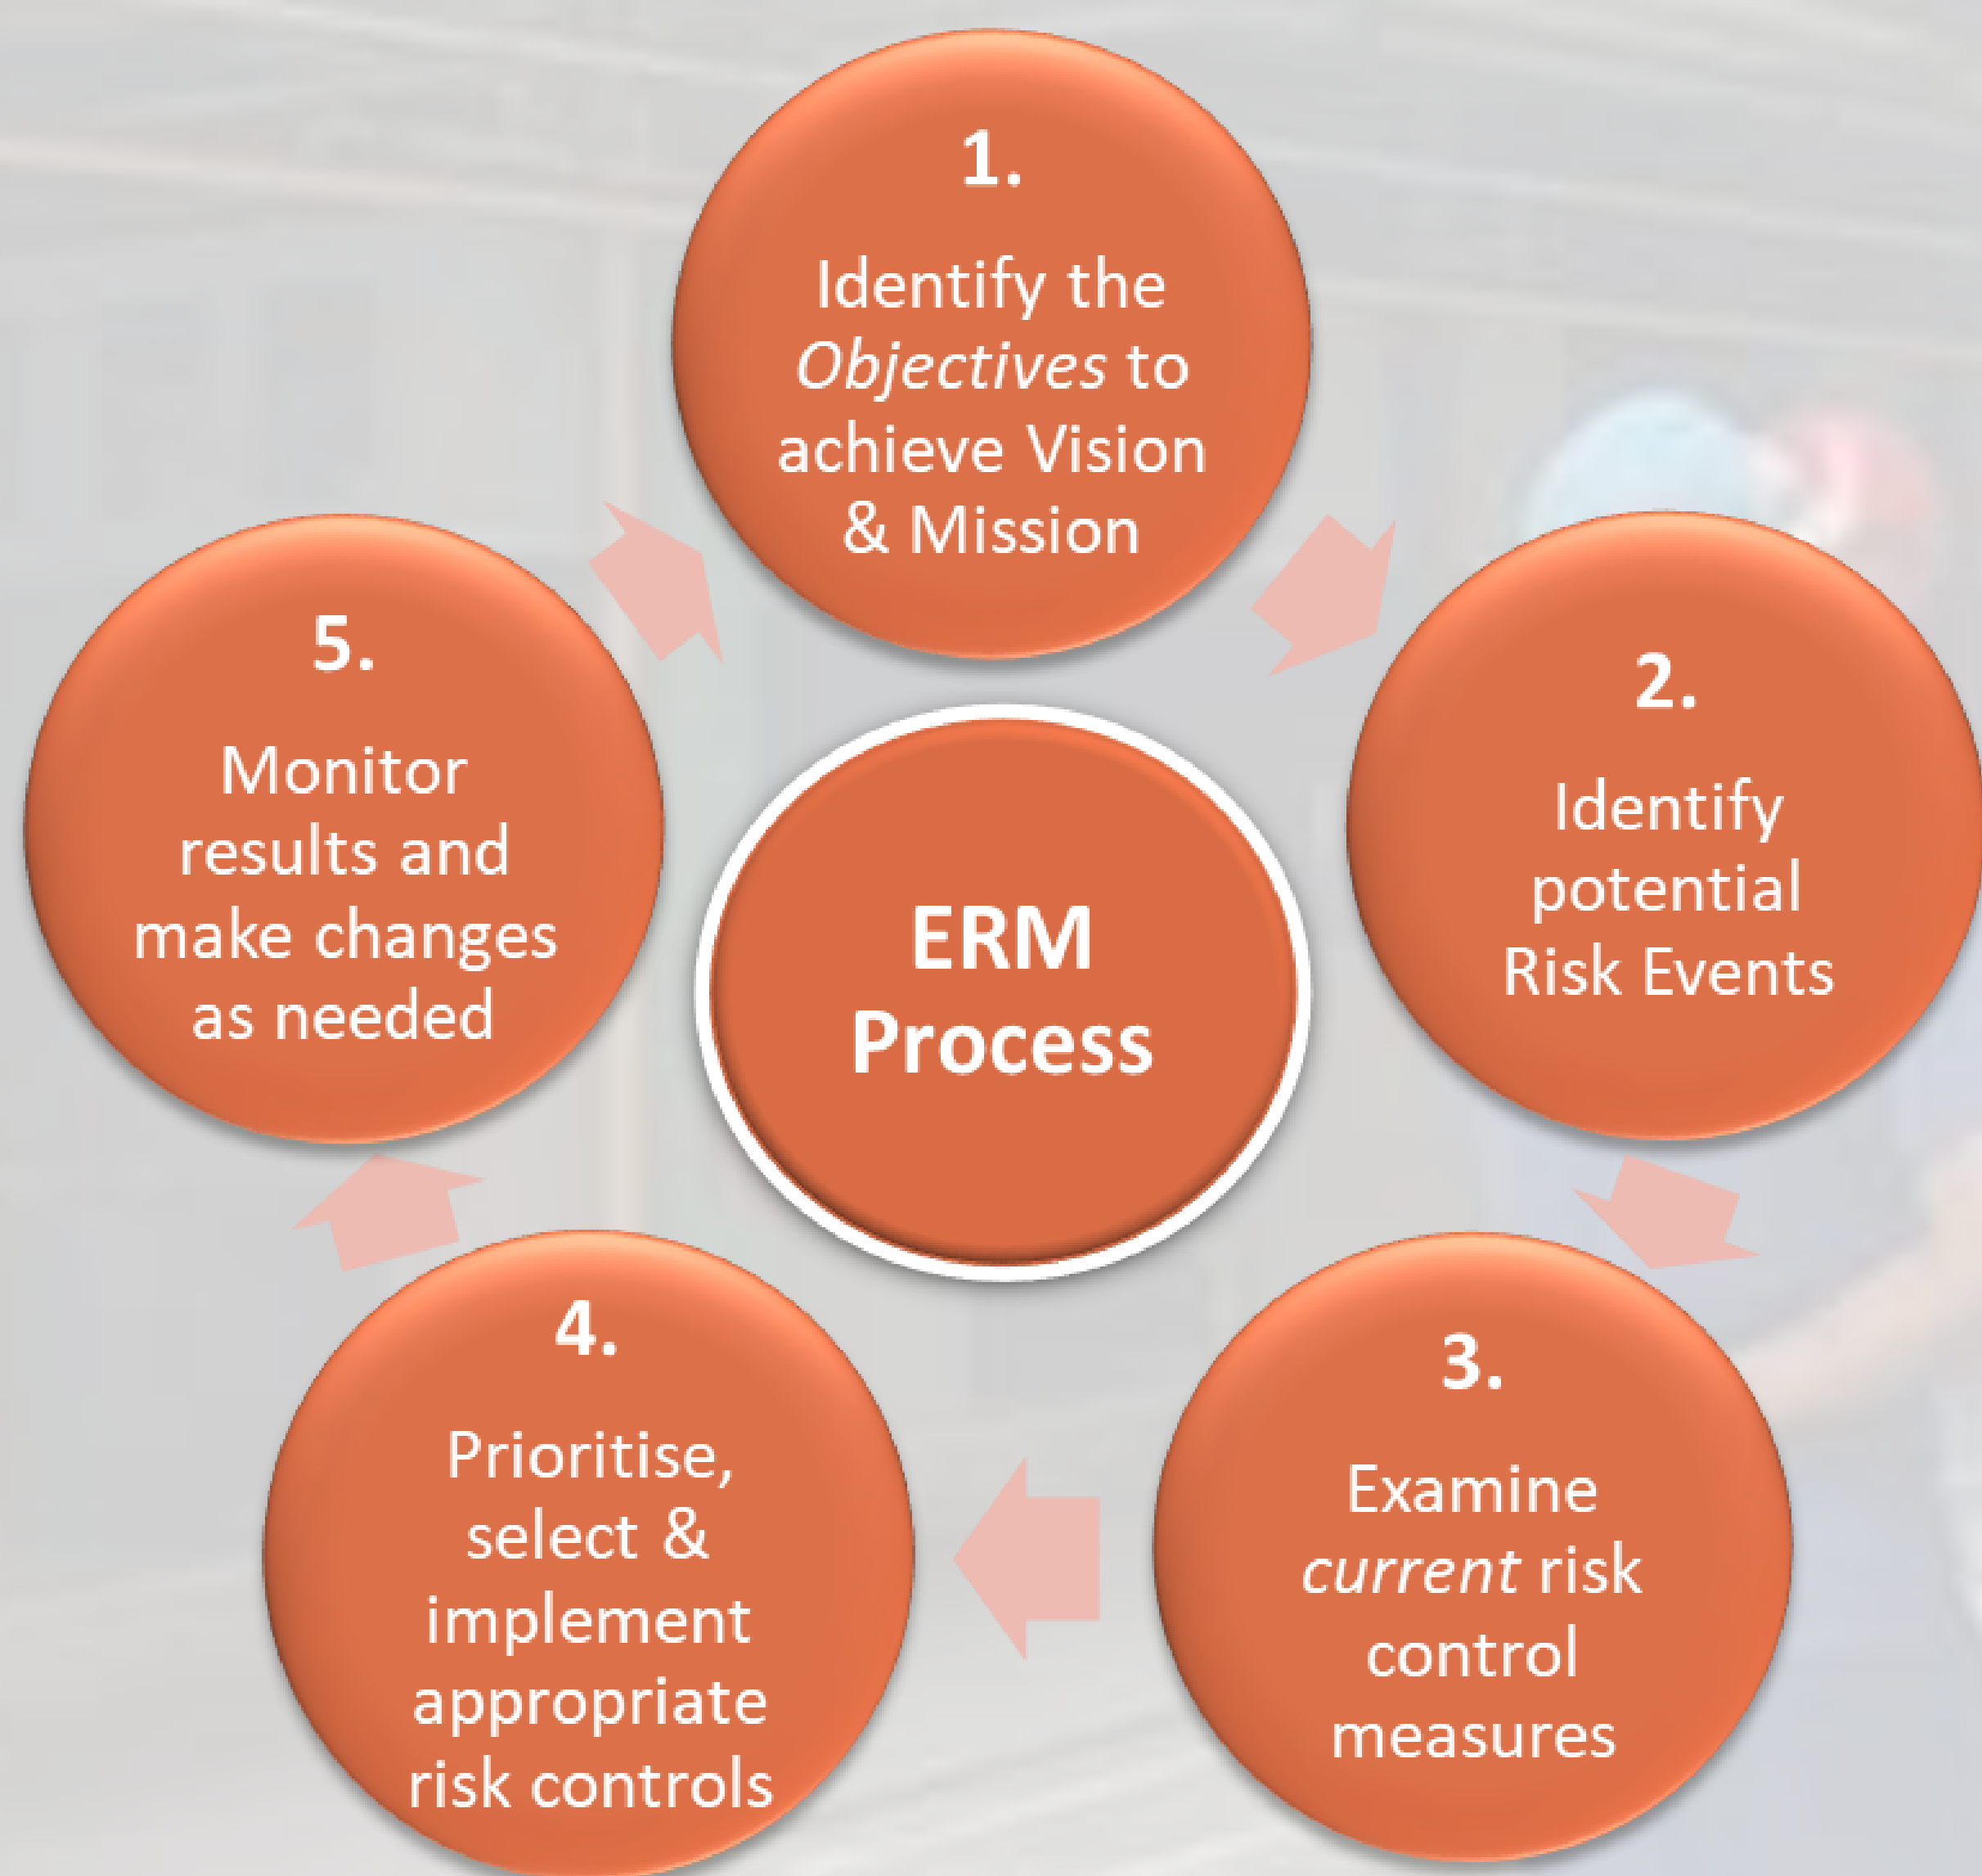 1.
Identify the
Objectives to
achieve Vision
& Mission
2.
Identify
potential
Risk Events
3.
Examine
current risk
control
measures
4.
Prioritise,
select &
implement
appropriate
risk controls
5.
Monitor
results and
make changes
as needed
ERM
Process